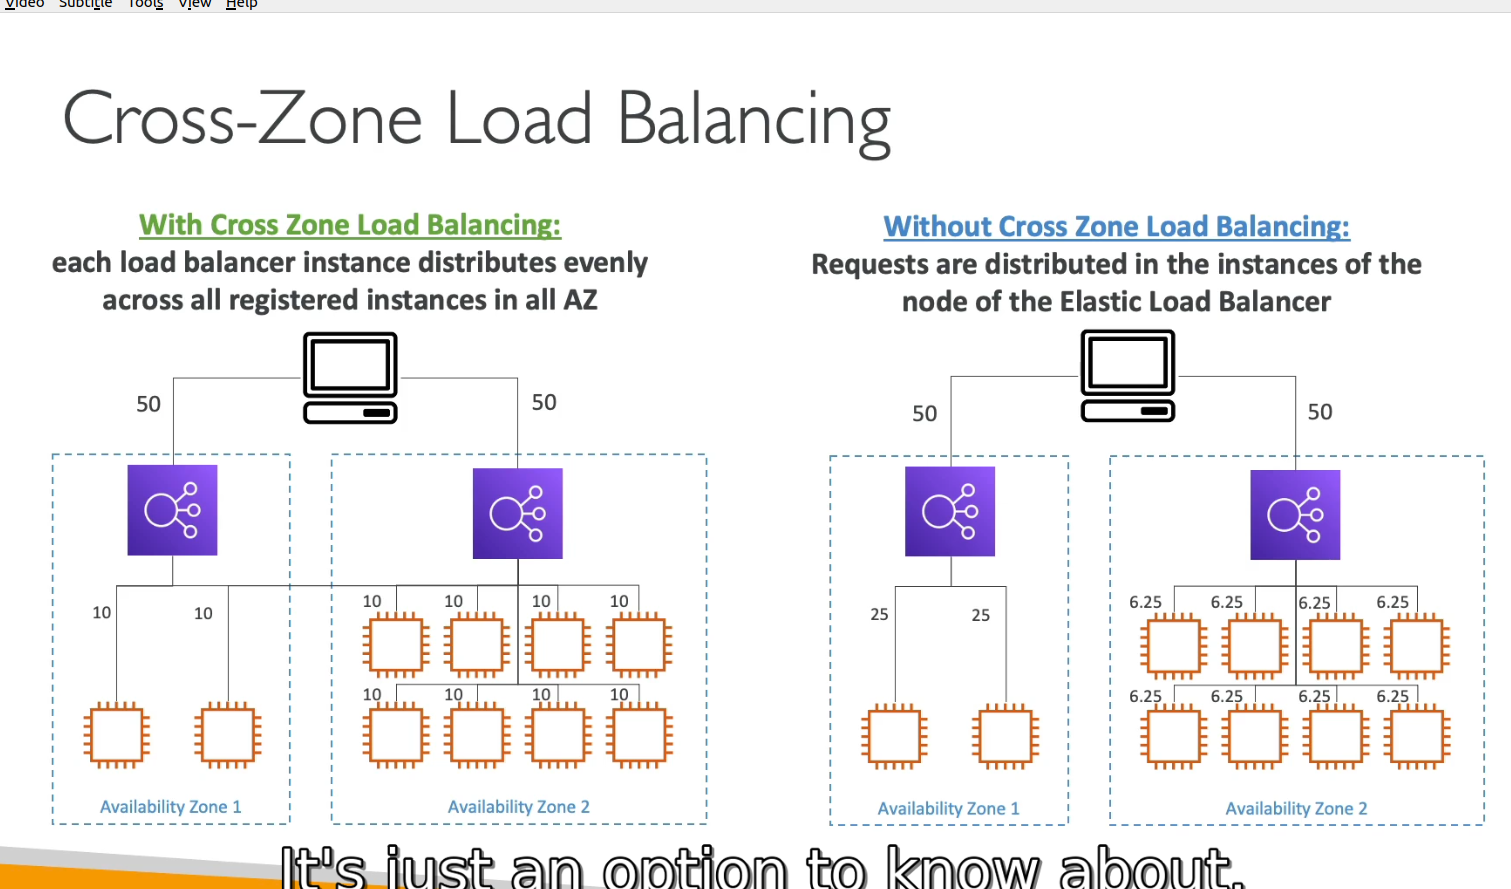 Video Subtitle Tools View Help
Cross-Zone Load Balancing
With Cross Zone Load Balancing:
each load balancer instance distributes evenly
across all registered instances in all AZ
50
50
10
10
10
10
10
10
10
10
10
10
Availability Zone 1
Availability Zone 2
Without Cross Zone Load Balancing:
Requests are distributed in the instances of the
node of the Elastic Load Balancer
50
50
25
25
6.25
6.25
6.25
6.25
6.25
6.25
6.25
6.25
Availability Zone 1
Availability Zone 2
It's just an option to know about.